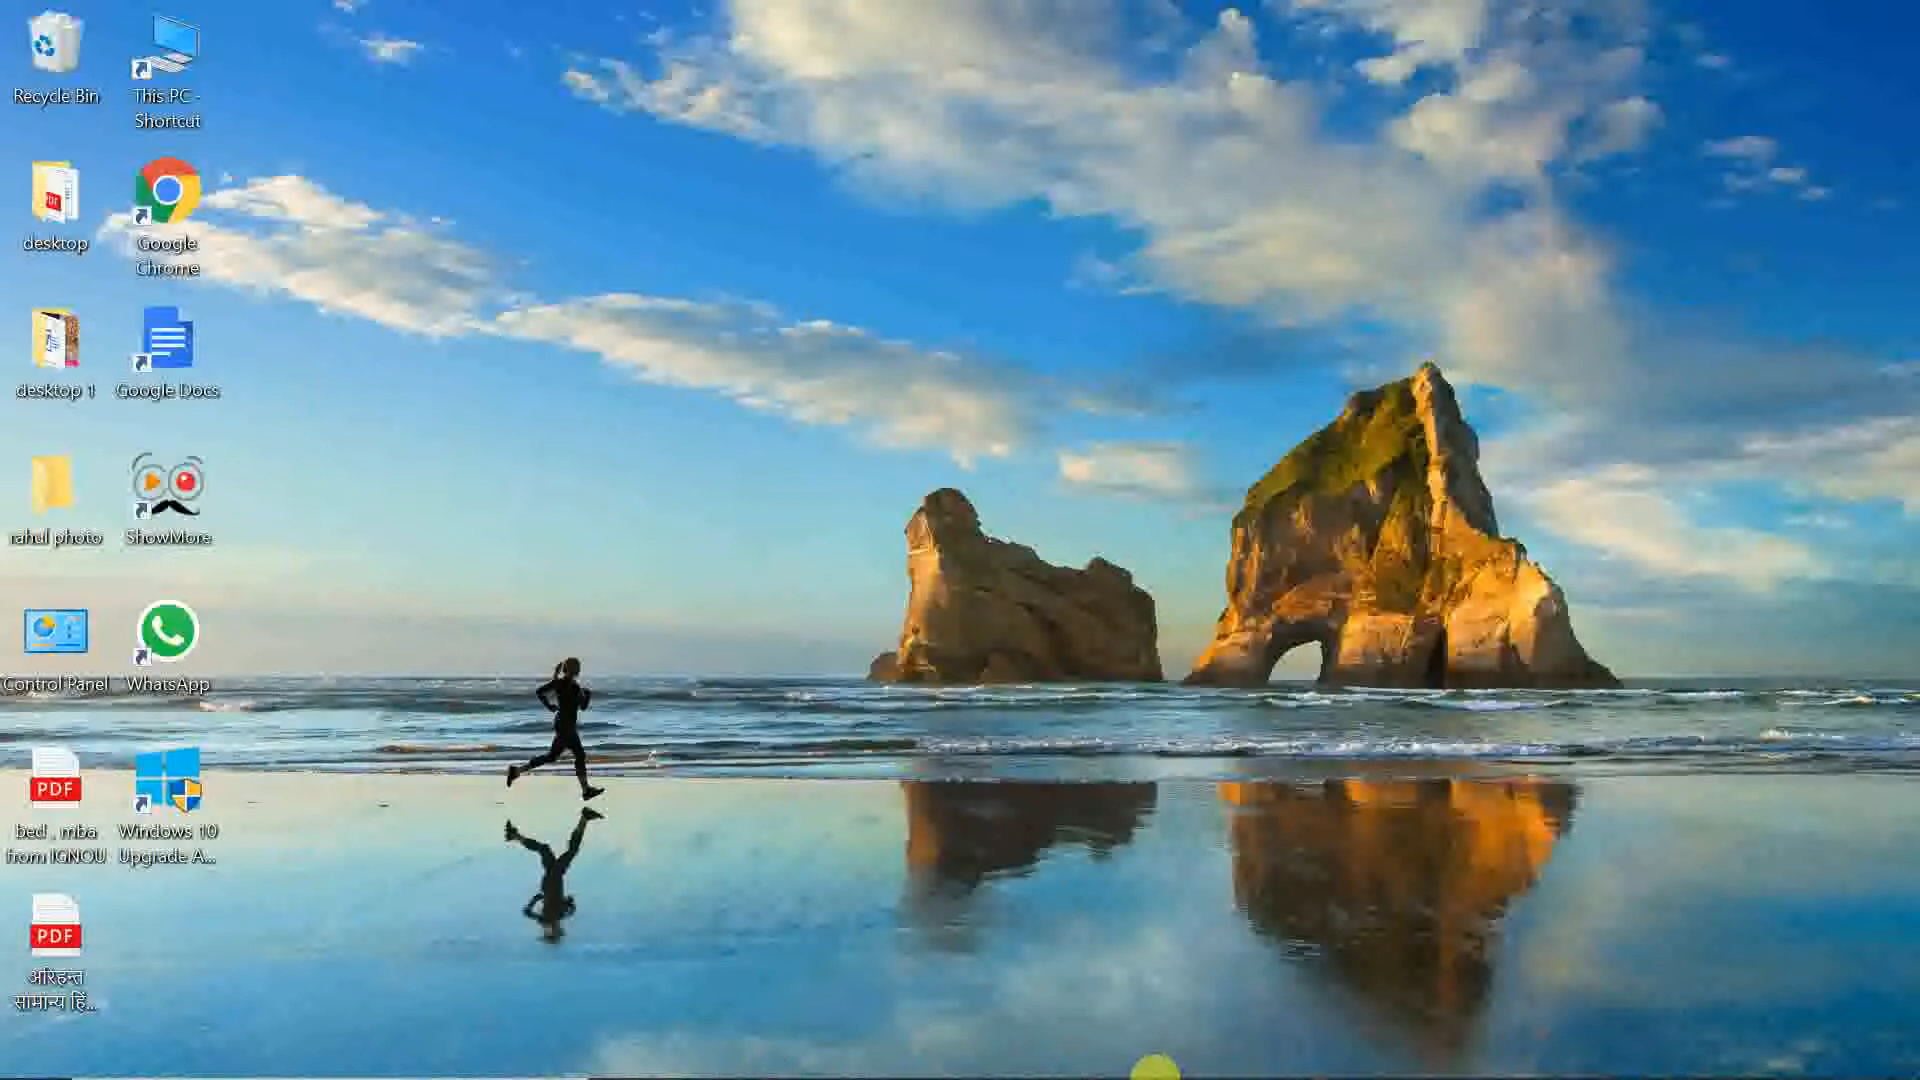 Recycle Bin
This PC -
Shortcut
desktop
Google
Chrome
desktop 1
Google Docs
rahul photo
ShowMore
Control Panel
WhatsApp
PDF
bed . mba
from IGNOU
Windows 10
Upgrade A...
PDF
अरिहन्त
सामान्य हिं...